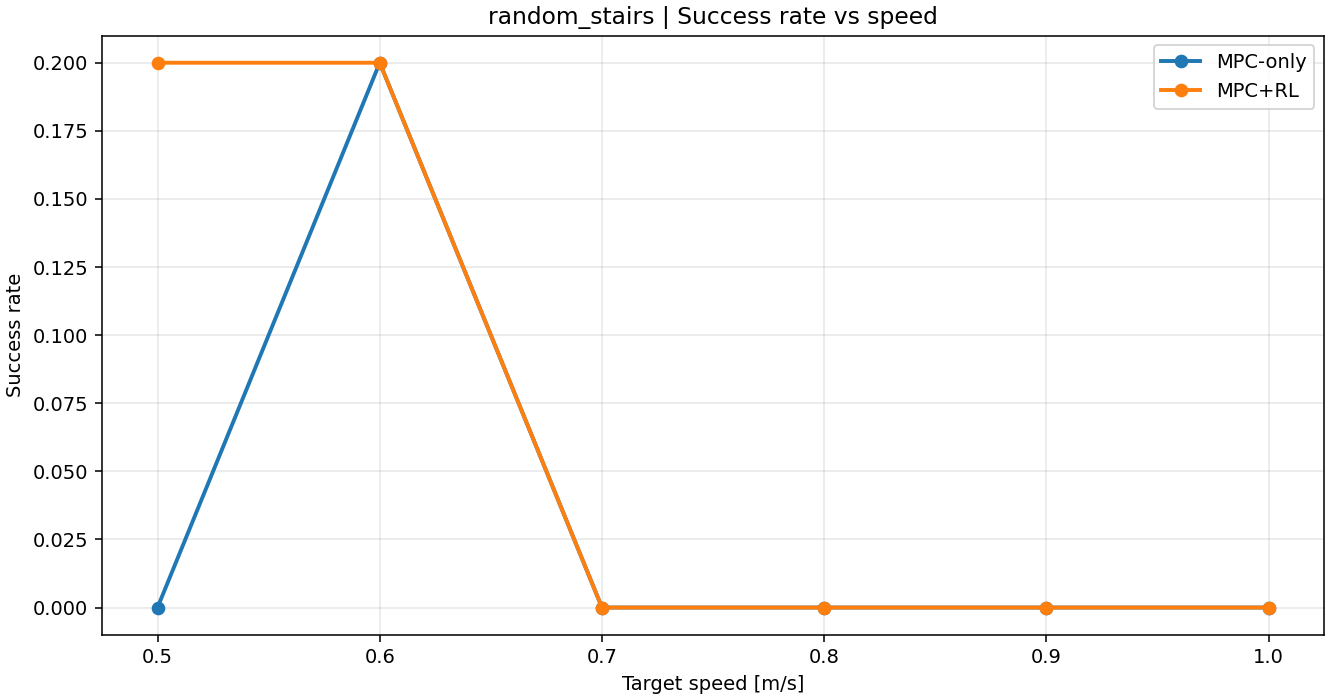 random_stairs | Success rate vs speed
MPC-only
MPC+RL
Success rate
0.200
0.175
0.150
0.125
0.100
0.075
0.050
0.025
0.000
0.5 0.6 0.7 0.8 0.9 1.0
Target speed [m/s]